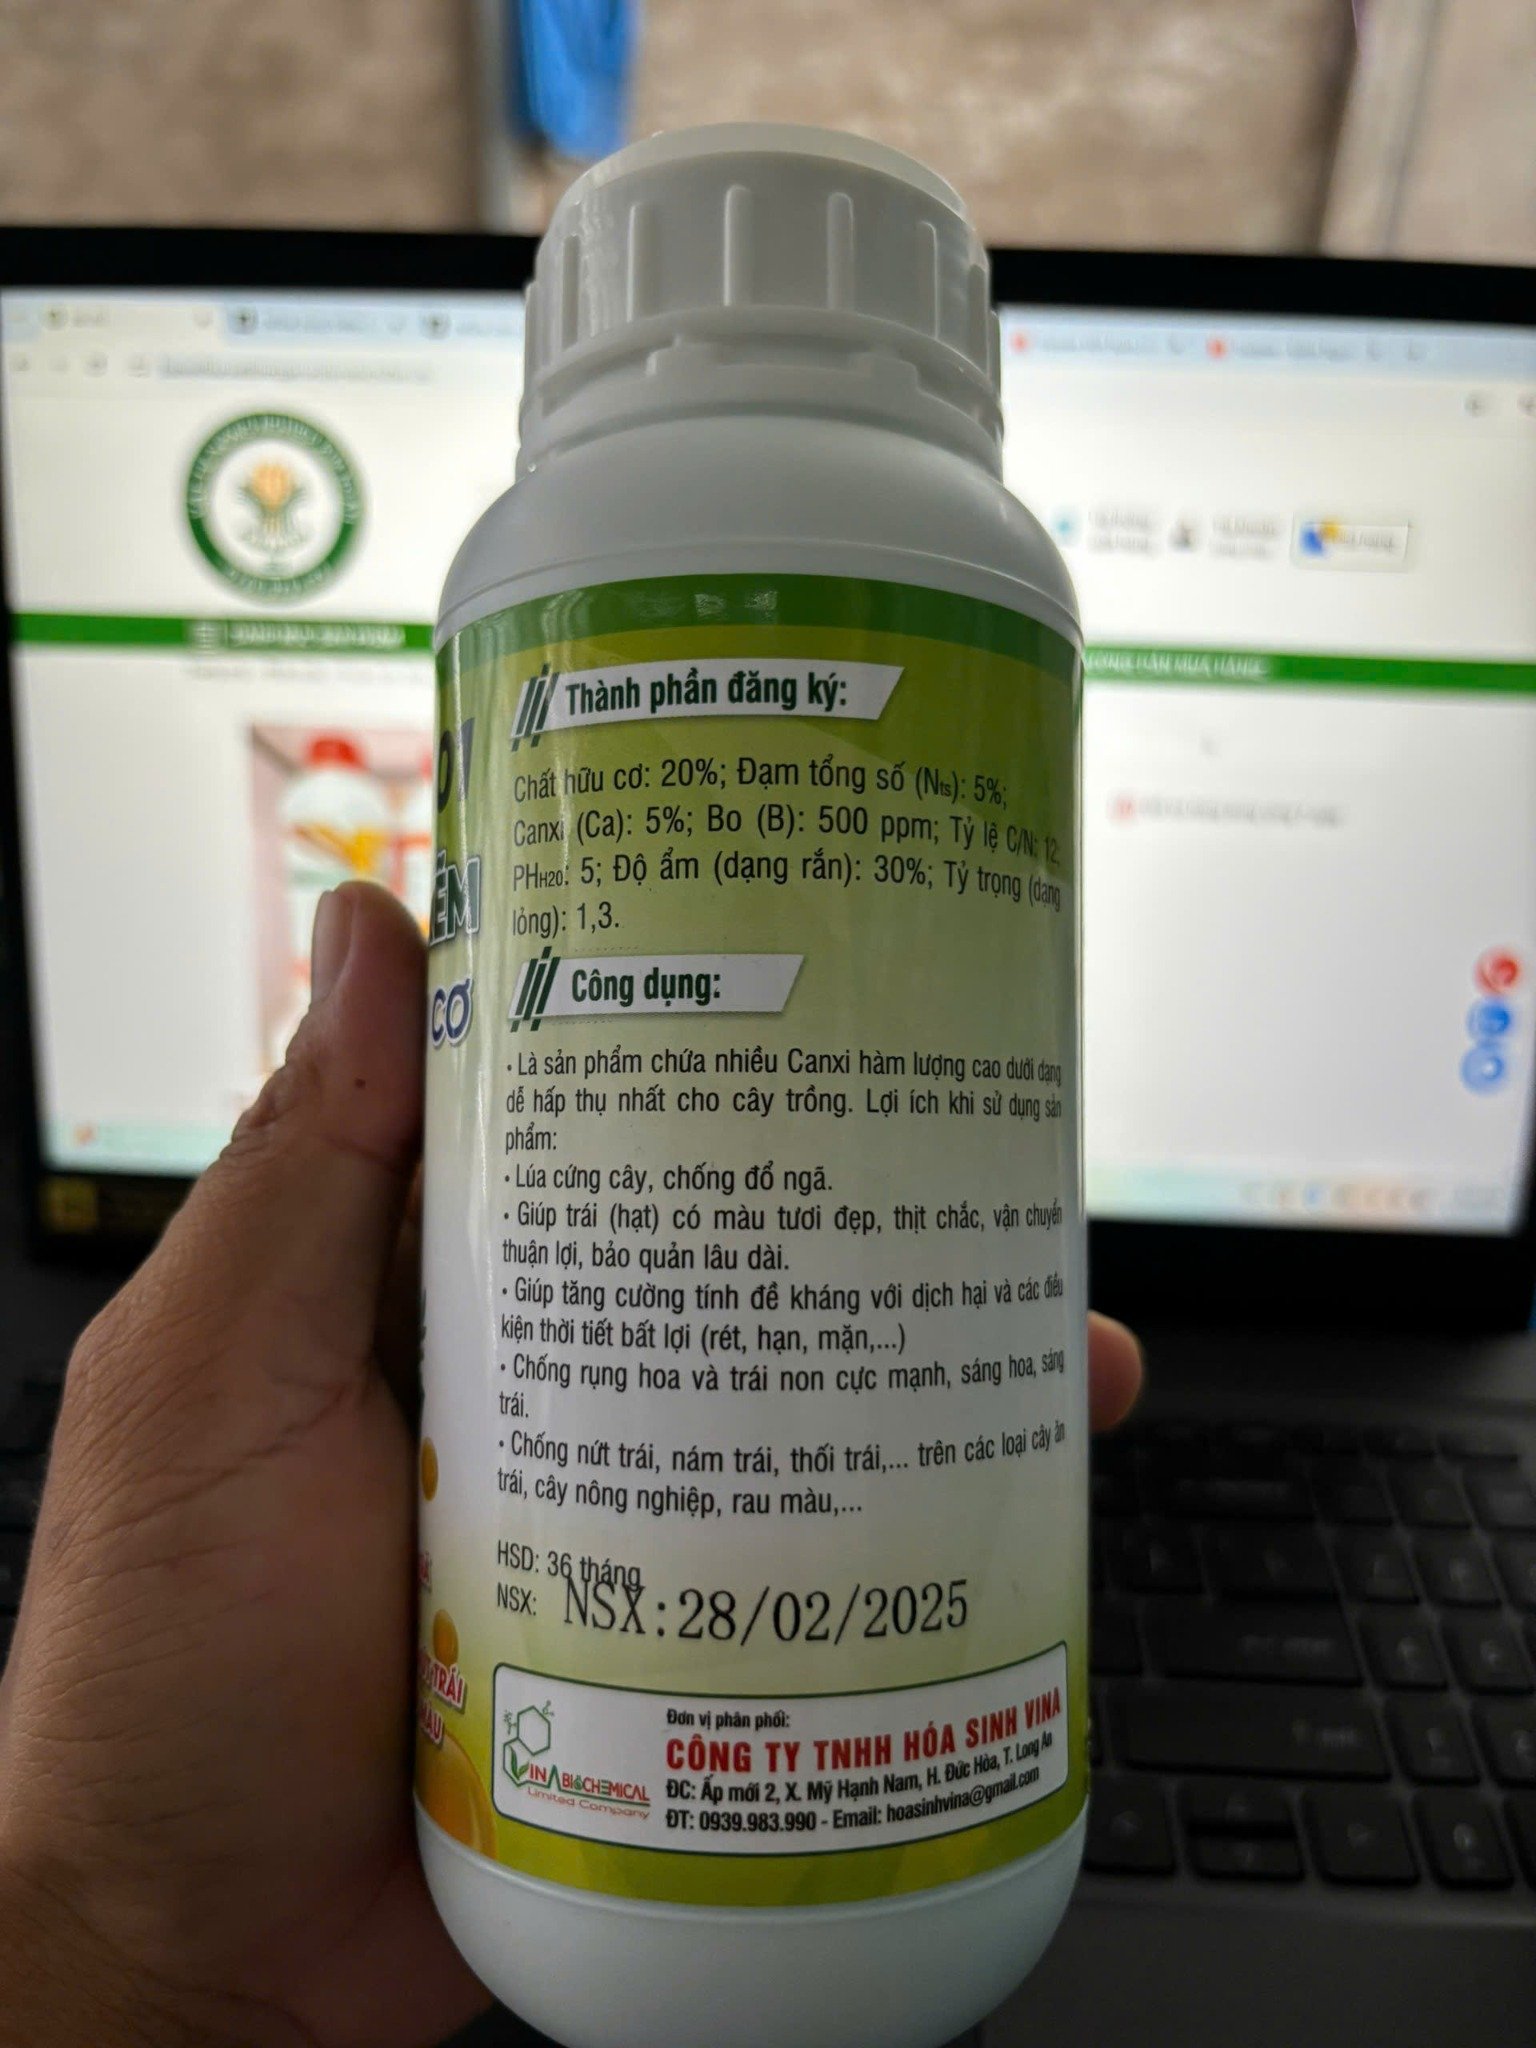 01
ẼM
CƠ
Thành phần đăng ký:
Chất hữu cơ: 20%; Đạm tổng số (Nts): 5%;
Canxi (Ca): 5%; Bo (B): 500 ppm; Tỷ lệ C/N: 12;
PHH20: 5; Độ ẩm (dạng rắn): 30%; Tỷ trọng (dạng
lỏng): 1,3.
Công dụng:
• Là sản phẩm chứa nhiều Canxi hàm lượng cao dưới dạng
dễ hấp thụ nhất cho cây trồng. Lợi ích khi sử dụng sản
phẩm:
• Lúa cứng cây, chống đổ ngã.
• Giúp trái (hạt) có màu tươi đẹp, thịt chắc, vận chuyển
thuận lợi, bảo quản lâu dài.
• Giúp tăng cường tính đề kháng với dịch hại và các điều
kiện thời tiết bất lợi (rét, hạn, mặn,...)
• Chống rụng hoa và trái non cực mạnh, sáng hoa, sáng
trái.
• Chống nứt trái, nám trái, thối trái,... trên các loại cây ăn
trái, cây nông nghiệp, rau màu,...
HSD: 36 tháng
NSX: NSX: 28/02/2025
TRÁI
Đơn vị phân phối:
CÔNG TY TNHH HÓA SINH VINA
ĐC: Ấp mới 2, X. Mỹ Hạnh Nam, H. Đức Hòa, T. Long An
ĐT: 0939.983.990 - Email: hoasinhvina@gmail.com
VINA BIOCHEMICAL
Limited Company